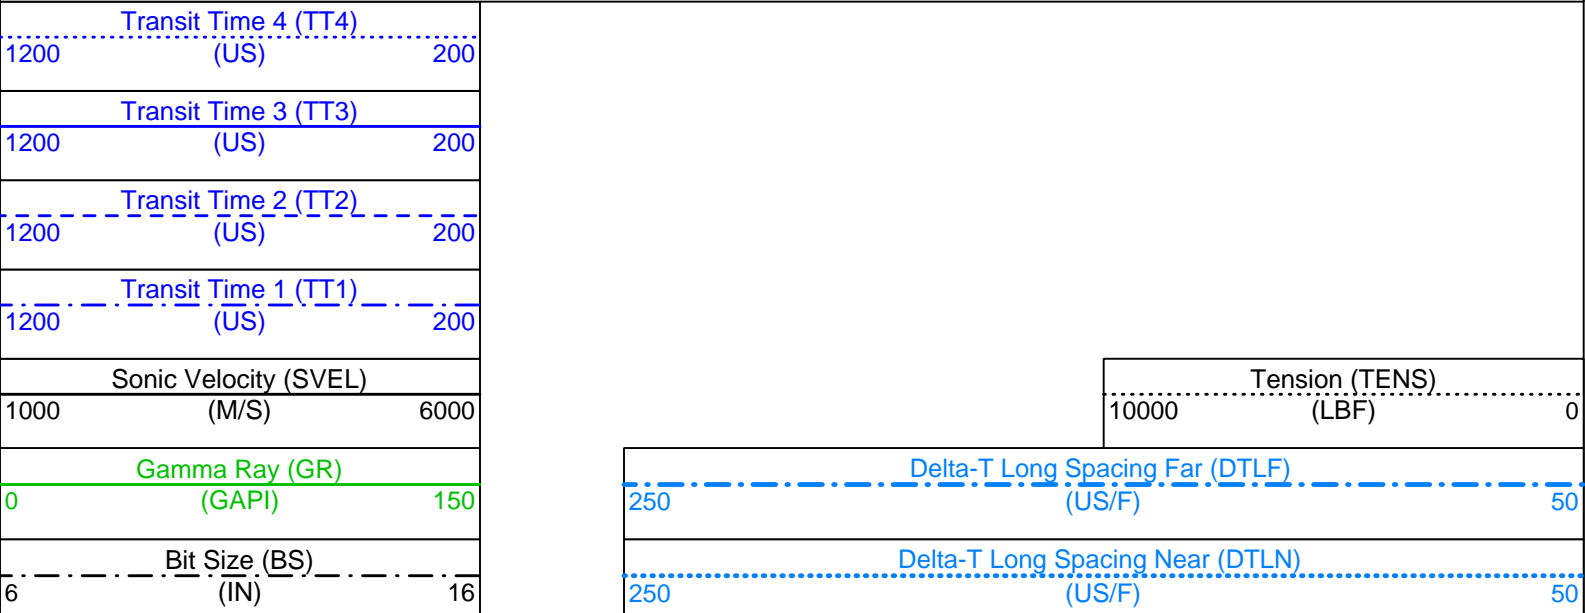 Transit Time 4 (TT4)
1200 (US) 200
Transit Time 3 (TT3)
1200 (US) 200
Transit Time 2 (TT2)
1200 (US) 200
Transit Time 1 (TT1)
1200 (US) 200
Sonic Velocity (SVEL)
1000 (M/S) 6000
Tension (TENS)
10000 (LBF) 0
Gamma Ray (GR)
0 (GAPI) 150
Delta-T Long Spacing Far (DTLF)
250 (US/F) 50
Bit Size (BS)
6 (IN) 16
Delta-T Long Spacing Near (DTLN)
250 (US/F) 50